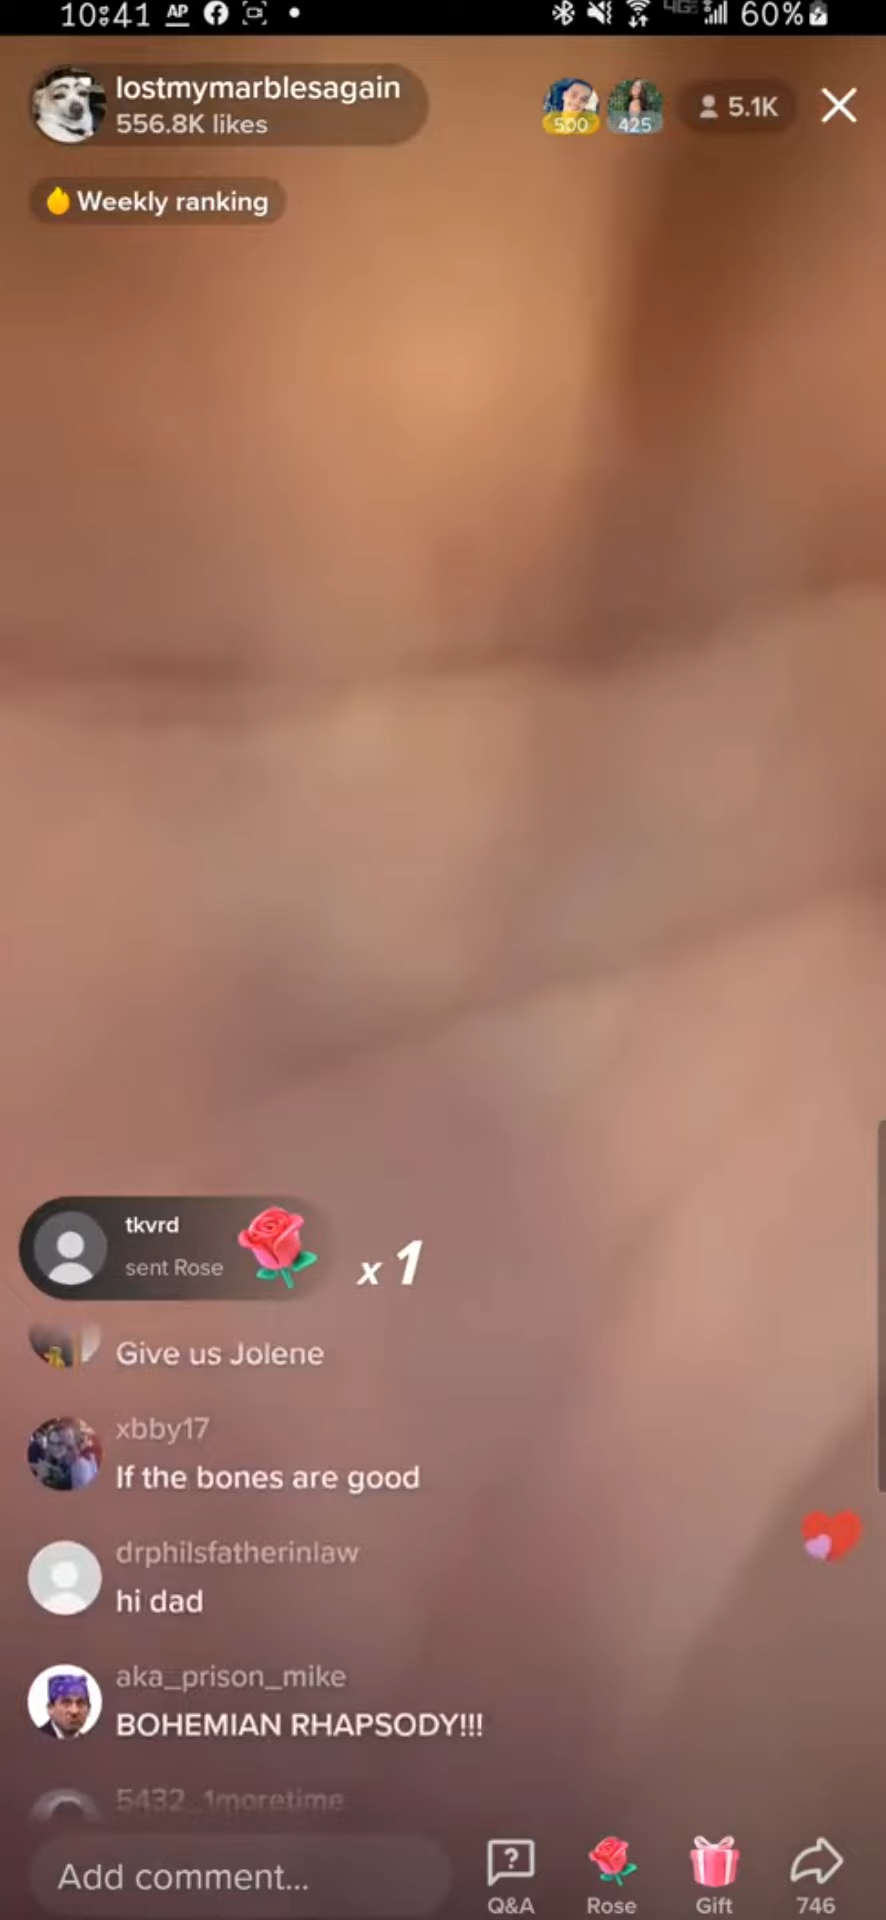 10:41 AP 4GE 60%
lostmymarblesagain
556.8K likes
500 425 5.1K
Weekly ranking
tkvrd
sent Rose
x 1
Give us Jolene
xbby17
If the bones are good
drphilsfatherinlaw
hi dad
aka_prison_mike
BOHEMIAN RHAPSODY!!!
5432_1moretime
Add comment...
Q&A Rose Gift 746